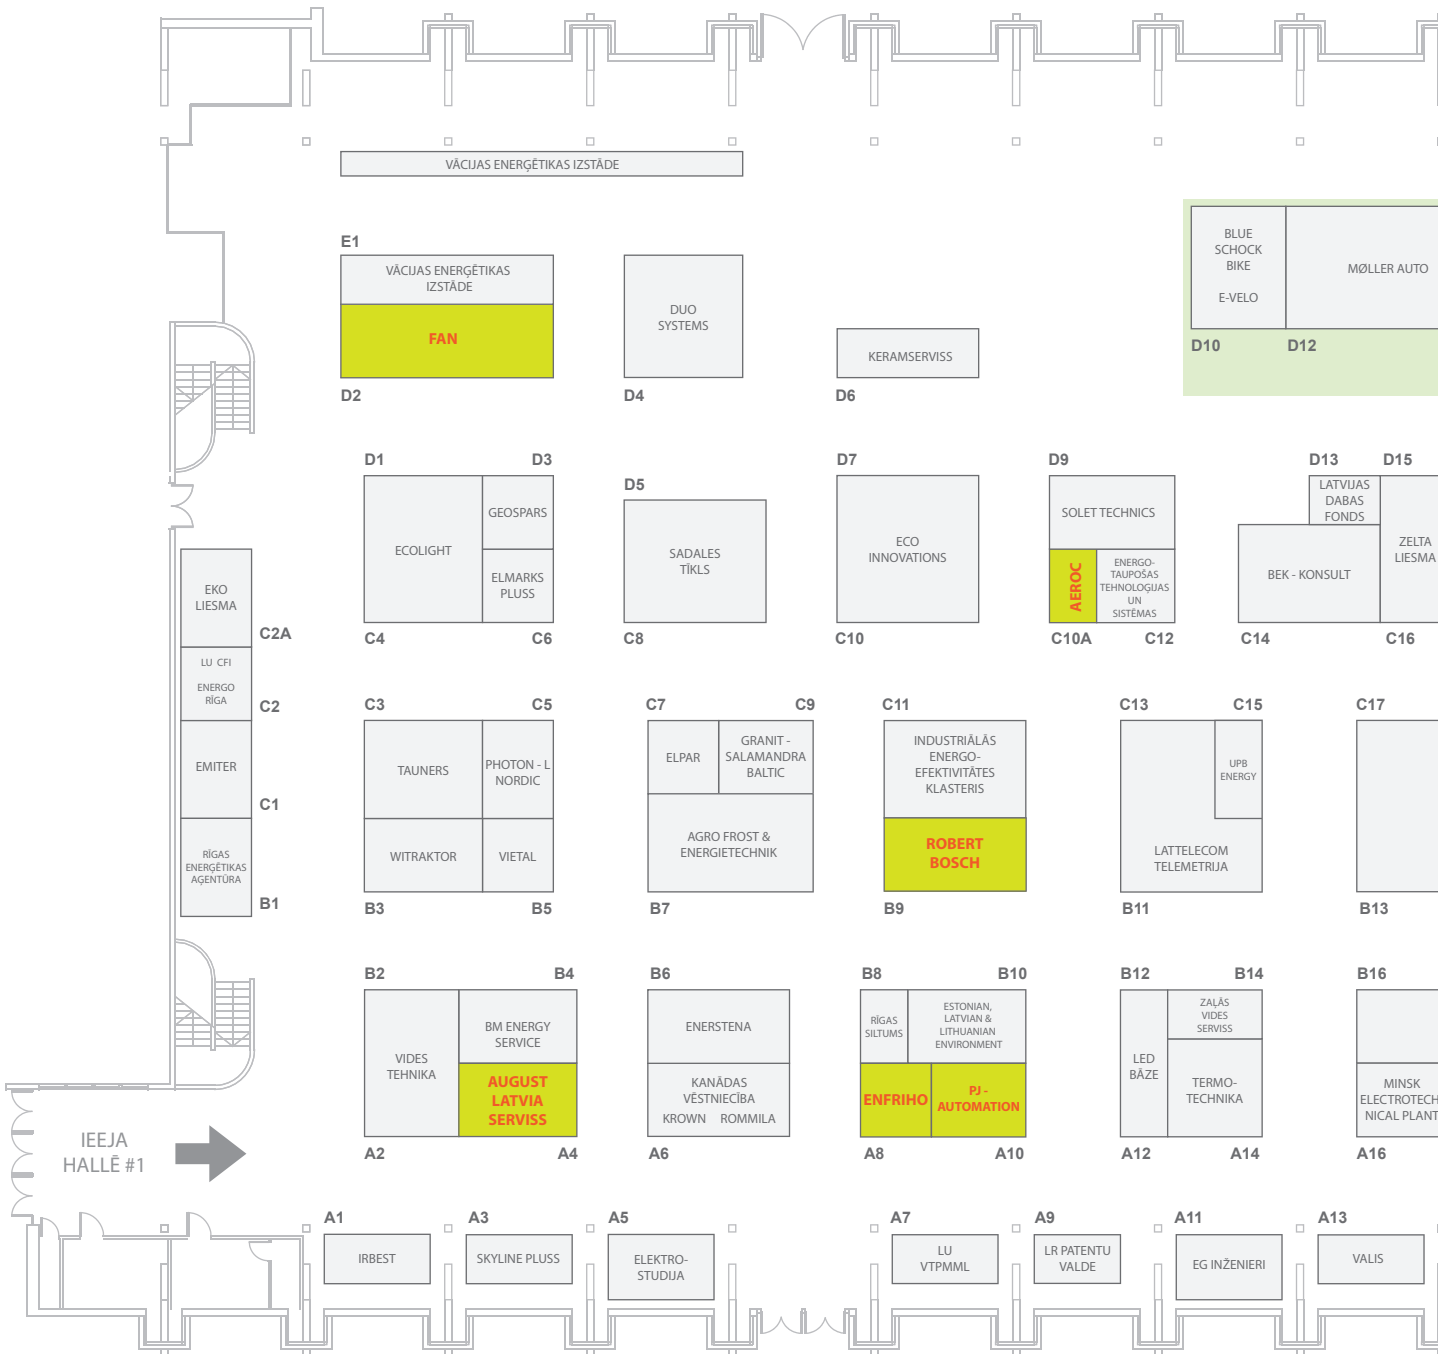 VĀCIJAS ENERĢĒTIKAS IZSTĀDE
E1
VĀCIJAS ENERĢĒTIKAS
IZSTĀDE
FAN
D2
DUO
SYSTEMS
D4
KERAMSERVISS
D6
BLUE
SCHOCK
BIKE
E-VELO
D10
MØLLER AUTO
D12
D1
D3
ECOLIGHT
GEOSPARS
ELMARKS
PLUSS
C4
C6
D5
SADALES
TĪKLS
C8
D7
ECO
INNOVATIONS
C10
D9
SOLET TECHNICS
AEROC
ENERGO-
TAUPOŠAS
TEHNOLOĢIJAS
UN
SISTĒMAS
C10A
C12
D13
D15
LATVIJAS
DABAS
FONDS
BEK - KONSULT
ZELTA
LIESMA
C14
C16
EKO
LIESMA
C2A
LU CFI
ENERGO
RĪGA
C2
EMITER
C1
RĪGAS
ENERĢĒTIKAS
AĢENTŪRA
B1
C3
C5
TAUNERS
PHOTON - L
NORDIC
WITRAKTOR
VIETAL
B3
B5
C7
C9
ELPAR
GRANIT -
SALAMANDRA
BALTIC
AGRO FROST &
ENERGIETECHNIK
B7
C11
INDUSTRIĀLĀS
ENERGO-
EFEKTIVITĀTES
KLASTERIS
ROBERT
BOSCH
B9
C13
C15
UPB
ENERGY
LATTELECOM
TELEMETRIJA
B11
C17
B13
B2
B4
VIDES
TEHNIKA
BM ENERGY
SERVICE
AUGUST
LATVIA
SERVISS
A2
A4
B6
ENERSTENA
KANĀDAS
VĒSTNIECĪBA
KROWN ROMMILA
A6
B8
B10
RĪGAS
SILTUMS
ESTONIAN,
LATVIAN &
LITHUANIAN
ENVIRONMENT
ENFRIHO
PJ -
AUTOMATION
A8
A10
B12
B14
LED
BĀZE
ZAĻĀS
VIDES
SERVISS
TERMO-
TECHNIKA
A12
A14
B16
MINSK
ELECTROTECH
NICAL PLANT
A16
IEEJA
HALLĒ #1
A1
IRBEST
A3
SKYLINE PLUSS
A5
ELEKTRO-
STUDIJA
A7
LU
VTPMML
A9
LR PATENTU
VALDE
A11
EG INŽENIERI
A13
VALIS